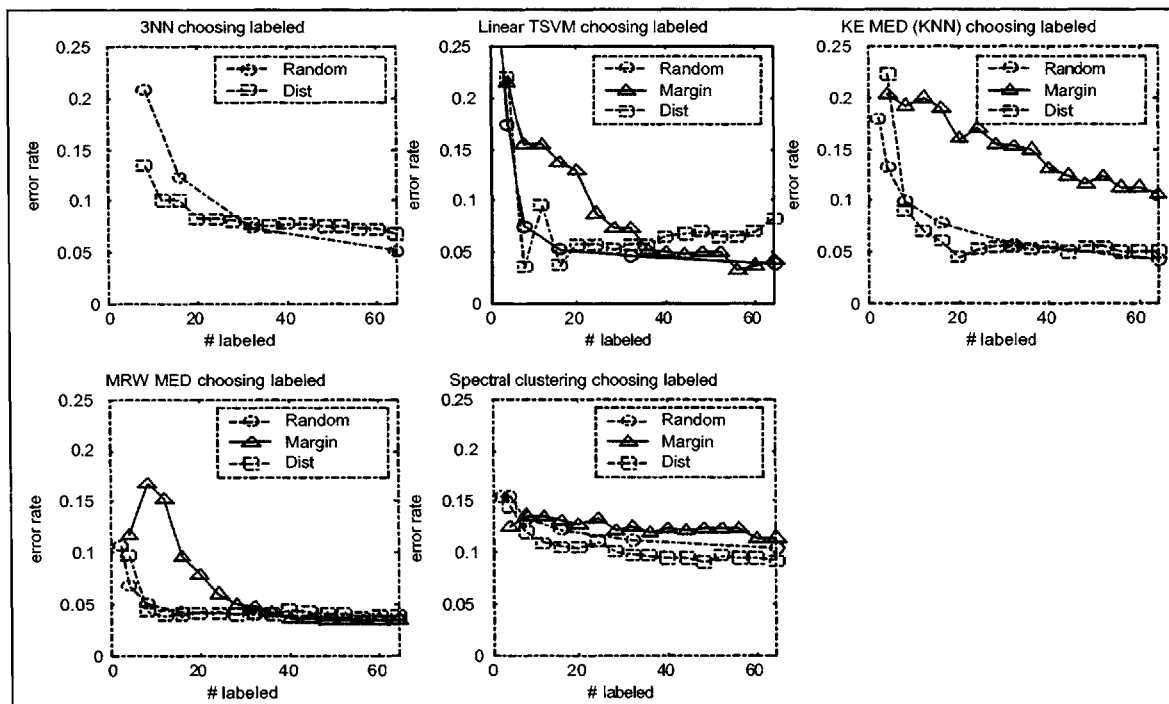 3NN choosing labeled
0.25
0.2
0.15
0.1
0.05
0
error rate
0 20 40 60
# labeled
Random
Dist
Linear TSVM choosing labeled
0.25
0.2
0.15
0.1
0.05
0
error rate
0 20 40 60
# labeled
Random
Margin
Dist
KE MED (KNN) choosing labeled
0.25
0.2
0.15
0.1
0.05
0
error rate
0 20 40 60
# labeled
Random
Margin
Dist
MRW MED choosing labeled
0.25
0.2
0.15
0.1
0.05
0
error rate
0 20 40 60
# labeled
Random
Margin
Dist
Spectral clustering choosing labeled
0.25
0.2
0.15
0.1
0.05
0
error rate
0 20 40 60
# labeled
Random
Margin
Dist